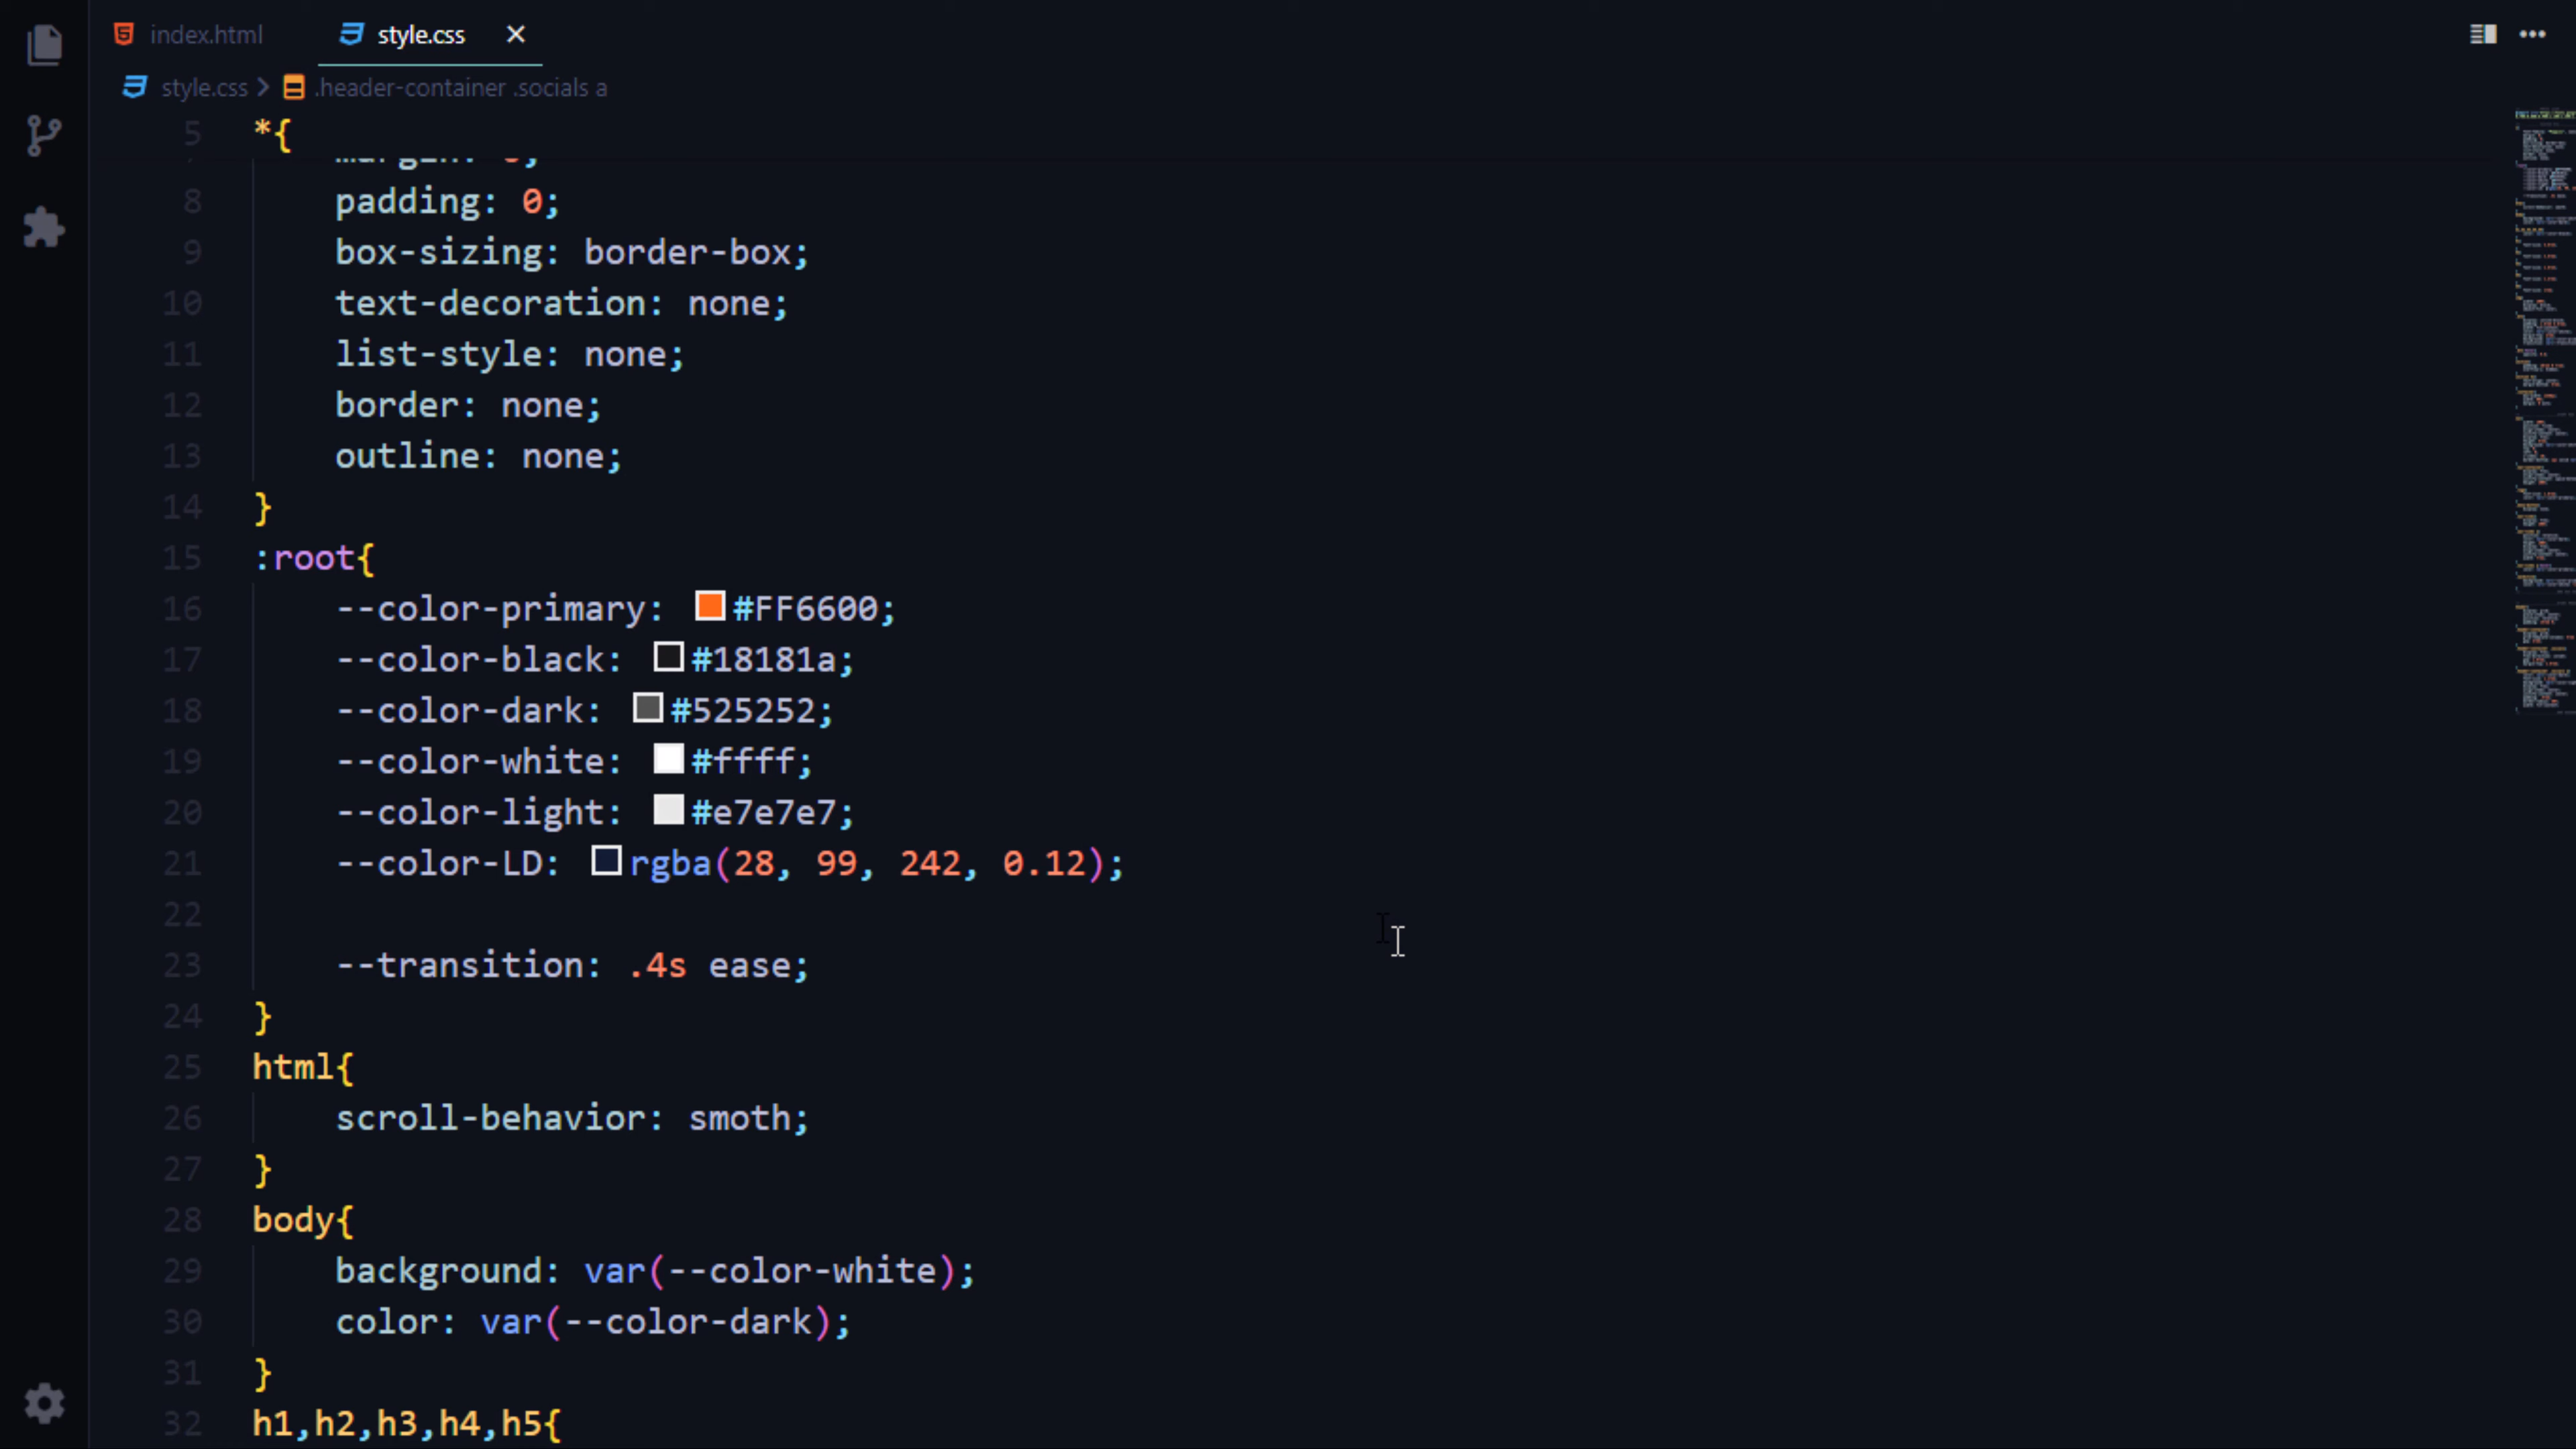 index.html style.css
style.css > .header-container .socials a
5 *{
margin: 0;
8 padding: 0;
9 box-sizing: border-box;
10 text-decoration: none;
11 list-style: none;
12 border: none;
13 outline: none;
14 }
15 :root{
16 --color-primary: #FF6600;
17 --color-black: #18181a;
18 --color-dark: #525252;
19 --color-white: #ffff;
20 --color-light: #e7e7e7;
21 --color-LD: rgba(28, 99, 242, 0.12);
22
23 --transition: .4s ease;
24 }
25 html{
26 scroll-behavior: smoth;
27 }
28 body{
29 background: var(--color-white);
30 color: var(--color-dark);
31 }
32 h1,h2,h3,h4,h5{